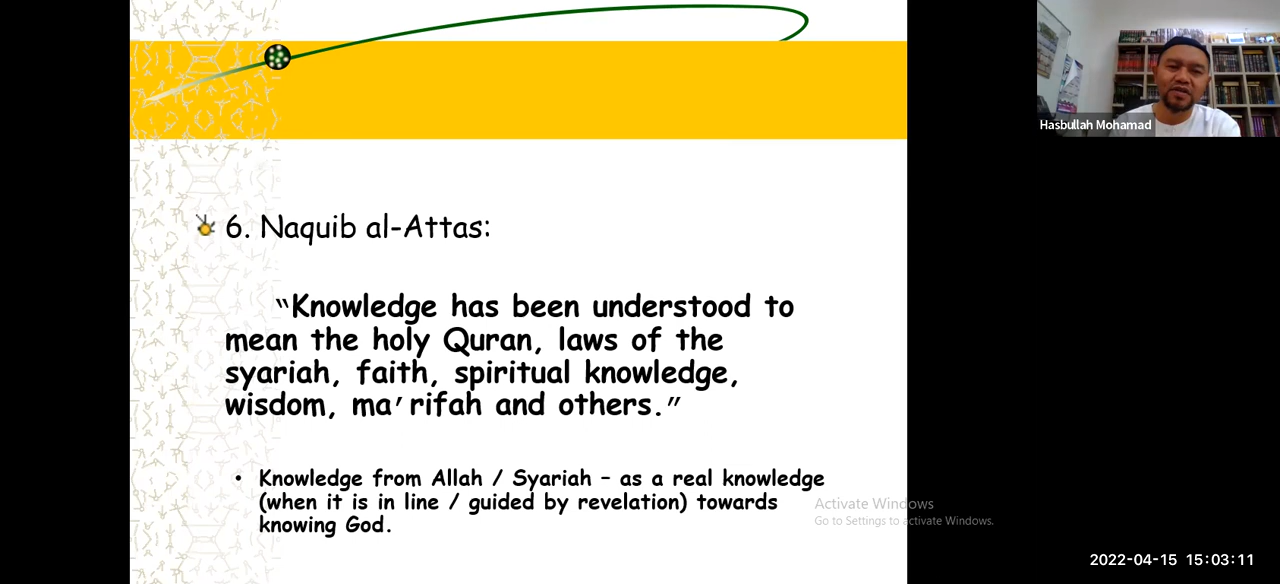 Hasbullah Mohamad
6. Naquib al-Attas:
“Knowledge has been understood to
mean the holy Quran, laws of the
syariah, faith, spiritual knowledge,
wisdom, ma’rifah and others.”
• Knowledge from Allah / Syariah – as a real knowledge
(when it is in line / guided by revelation) towards
knowing God.
Activate Windows
Go to Settings to activate Windows.
2022-04-15 15:03:11